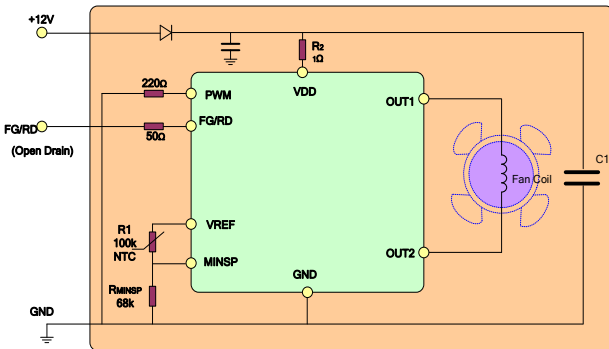 +12V
R2
1Ω
220Ω
PWM
VDD
OUT1
FG/RD
FG/RD
(Open Drain)
50Ω
C1
Fan Coil
R1
100k
NTC
VREF
MINSP
OUT2
GND
RMINSP
68k
GND